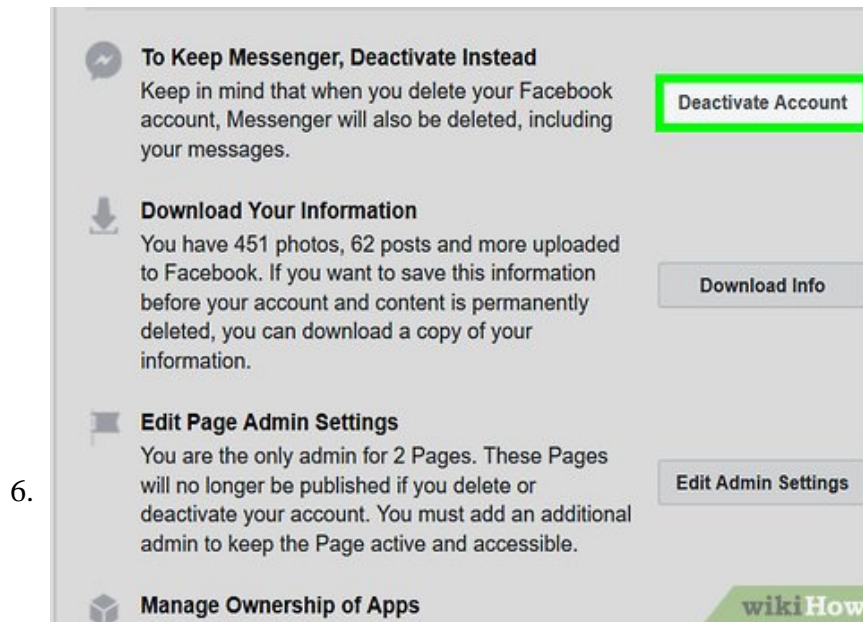 To Keep Messenger, Deactivate Instead
Keep in mind that when you delete your Facebook
account, Messenger will also be deleted, including
your messages.
Deactivate Account
Download Your Information
You have 451 photos, 62 posts and more uploaded
to Facebook. If you want to save this information
before your account and content is permanently
deleted, you can download a copy of your
information.
Download Info
Edit Page Admin Settings
You are the only admin for 2 Pages. These Pages
will no longer be published if you delete or
deactivate your account. You must add an additional
admin to keep the Page active and accessible.
Edit Admin Settings
6.
Manage Ownership of Apps
wikiHow